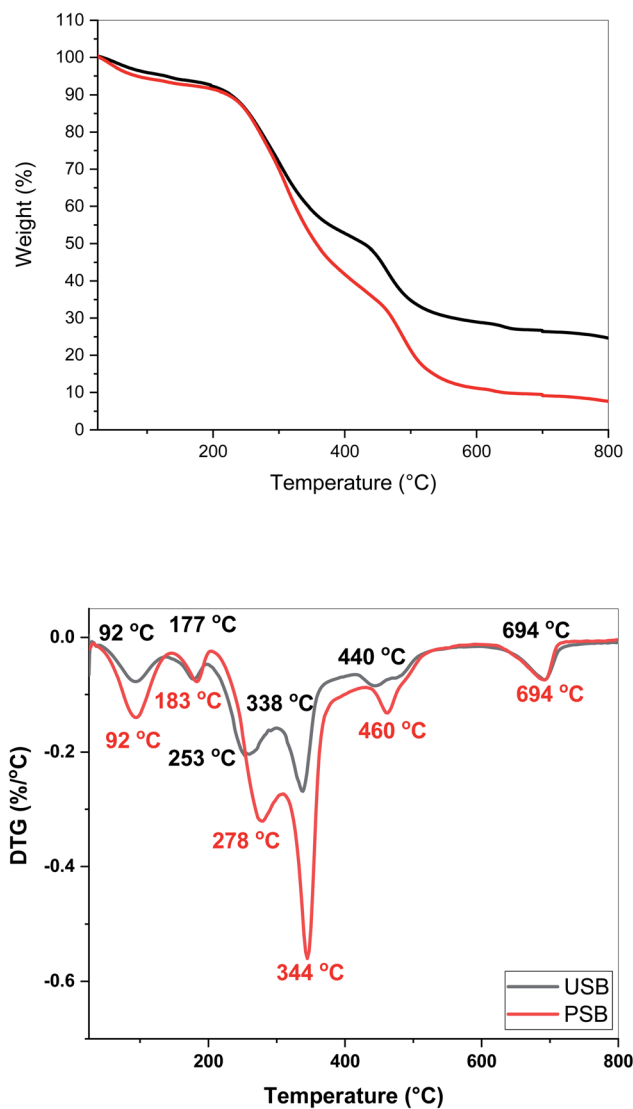 110
100
90
80
70
60
50
40
30
20
10
0
Weight (%)
200
400
600
800
Temperature (°C)
0.0
-0.2
-0.4
-0.6
DTG (%/°C)
92 °C
177 °C
440 °C
694 °C
183 °C
338 °C
92 °C
460 °C
694 °C
253 °C
278 °C
344 °C
USB
PSB
200
400
600
800
Temperature (°C)